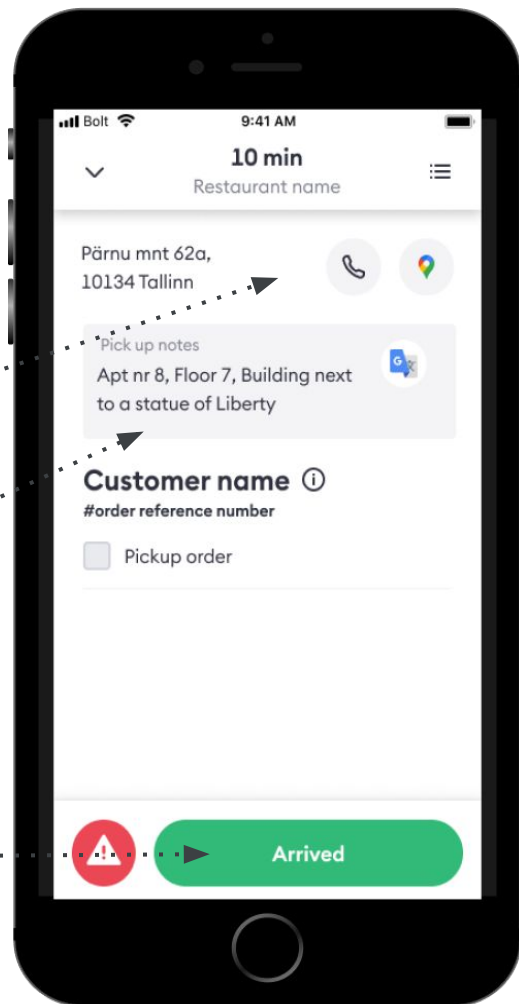 Bolt
9:41 AM
10 min
Restaurant name
Pärnu mnt 62a,
10134 Tallinn
Pick up notes
Apt nr 8, Floor 7, Building next
to a statue of Liberty
G
Customer name
#order reference number
Pickup order
Arrived